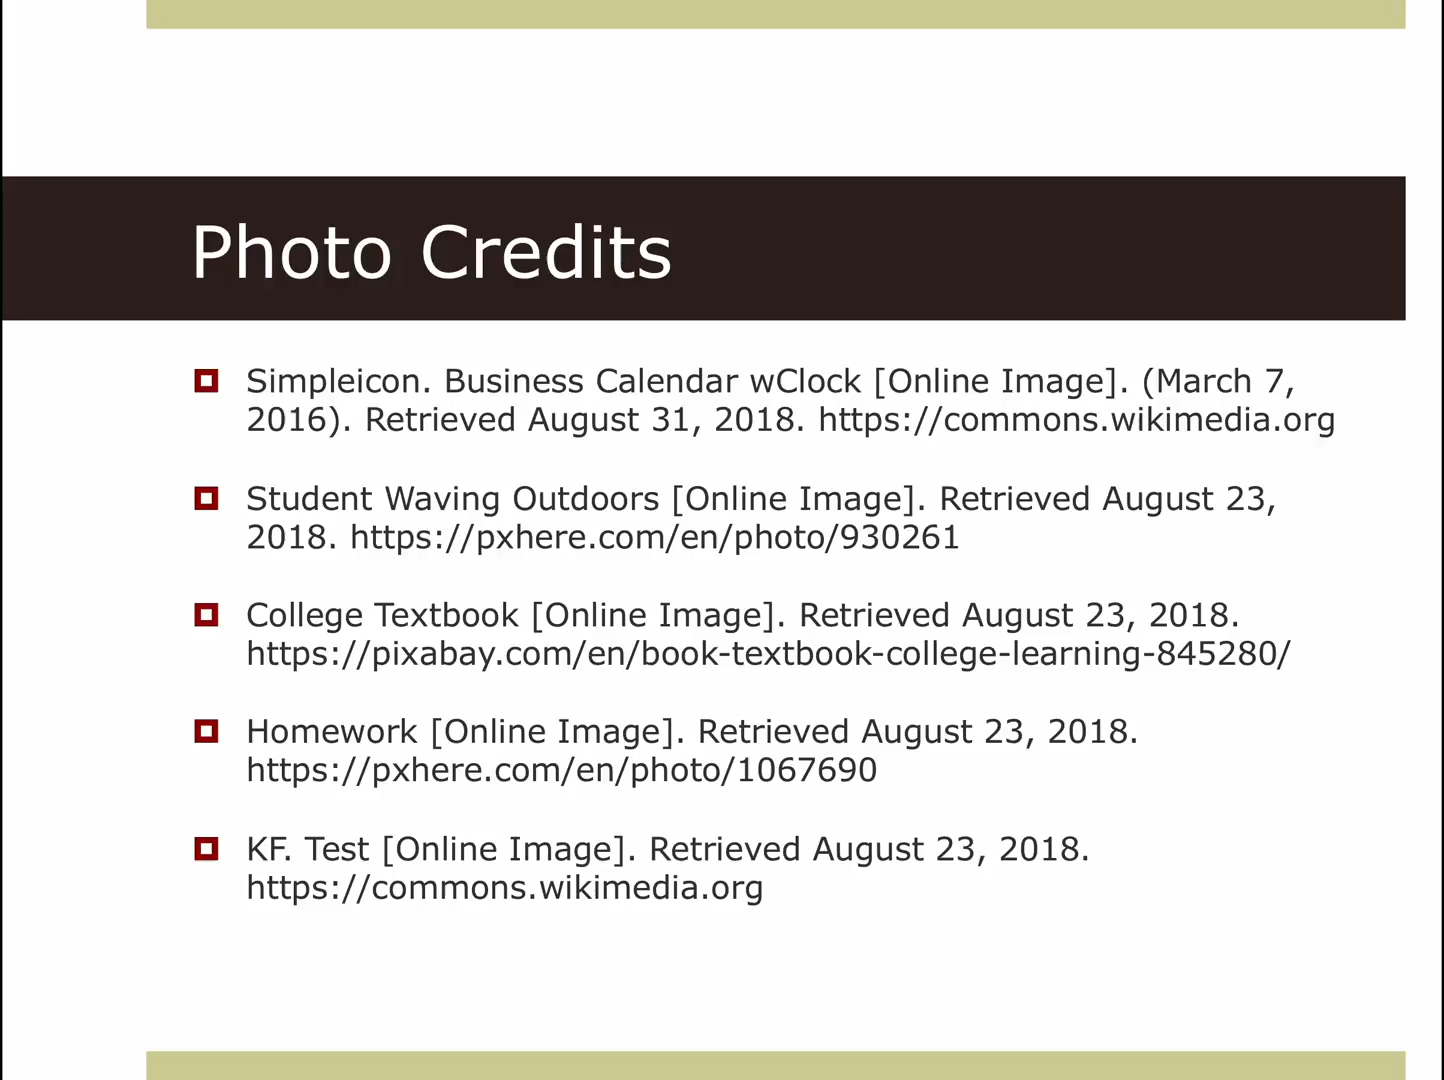 Photo Credits
Simpleicon. Business Calendar wClock [Online Image]. (March 7,
2016). Retrieved August 31, 2018. https://commons.wikimedia.org
Student Waving Outdoors [Online Image]. Retrieved August 23,
2018. https://pxhere.com/en/photo/930261
College Textbook [Online Image]. Retrieved August 23, 2018.
https://pixabay.com/en/book-textbook-college-learning-845280/
Homework [Online Image]. Retrieved August 23, 2018.
https://pxhere.com/en/photo/1067690
KF. Test [Online Image]. Retrieved August 23, 2018.
https://commons.wikimedia.org